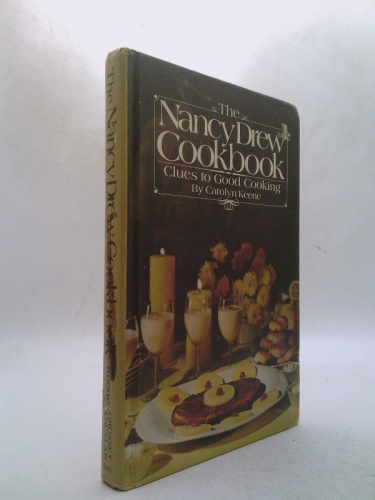 The
Nancy Drew
Cookbook
Clues to Good Cooking
By Carolyn Keene
The Nancy Drew Cookbook